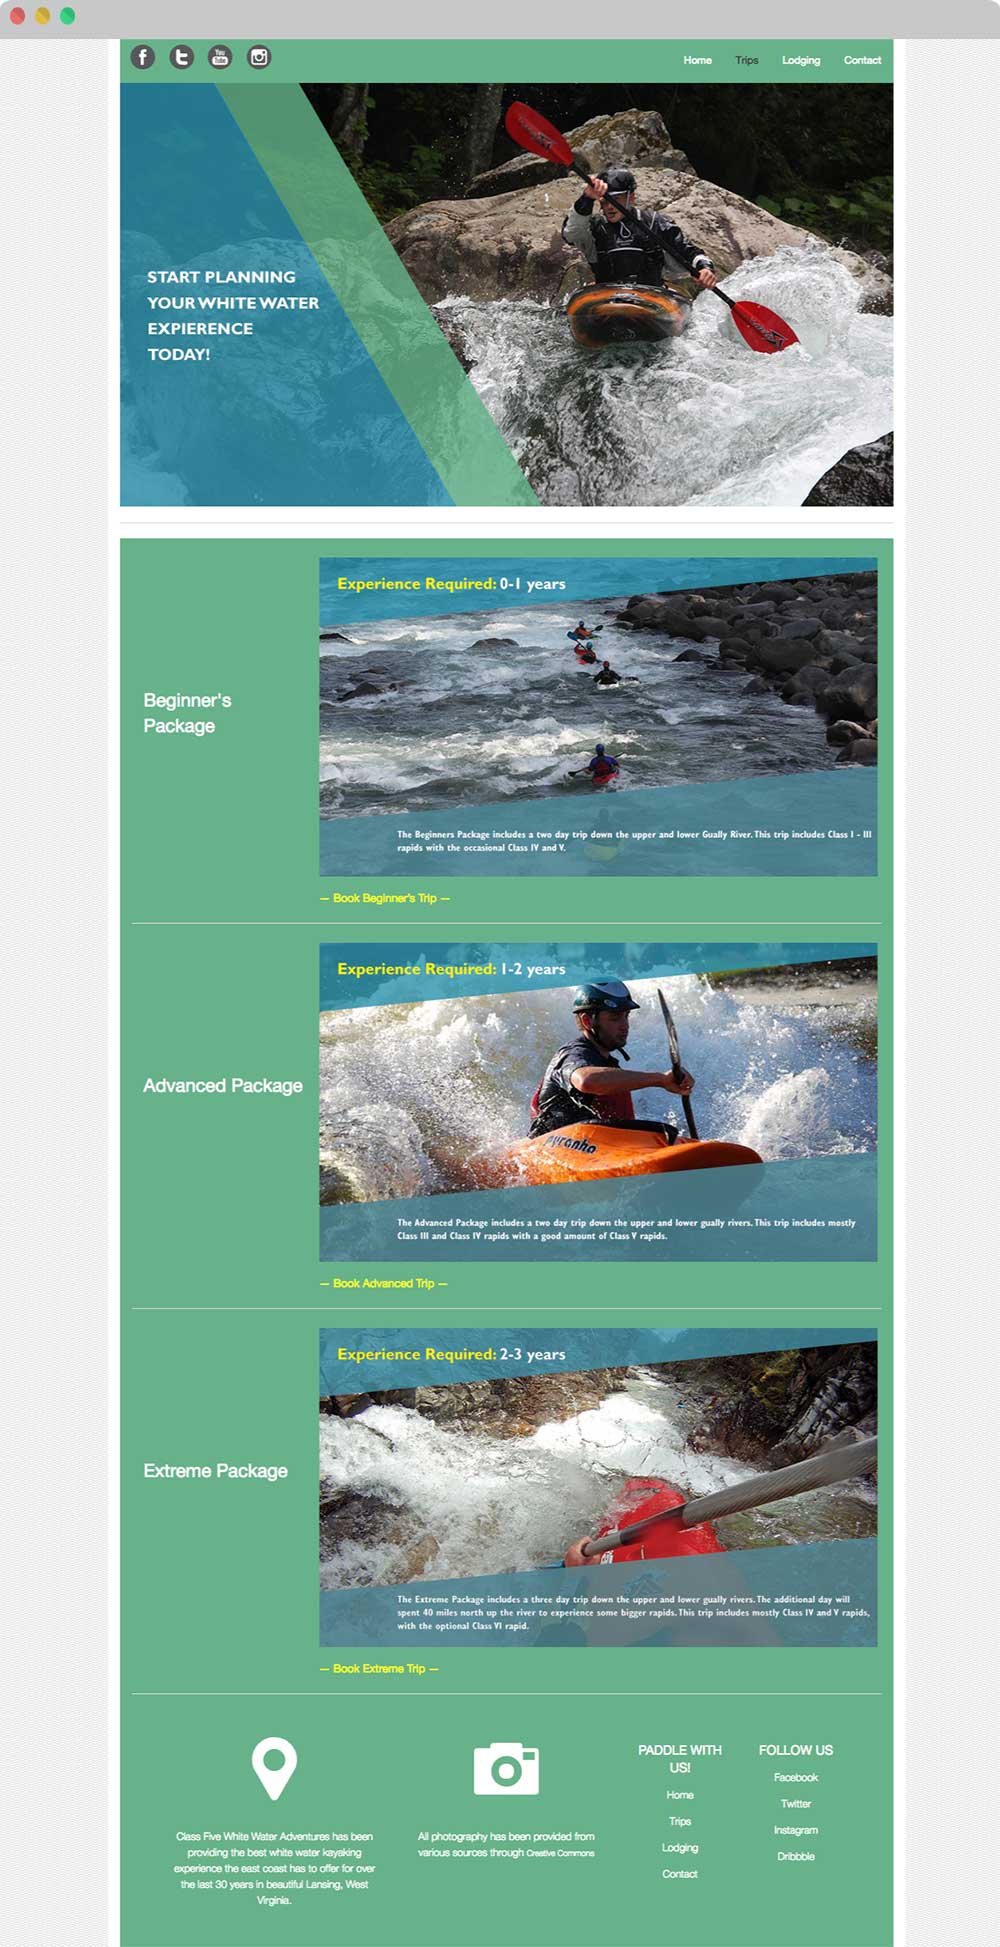 You Tube
Home Trips Lodging Contact
START PLANNING
YOUR WHITE WATER
EXPIERENCE
TODAY!
Beginner's
Package
Experience Required: 0-1 years
The Beginners Package includes a two day trip down the upper and lower Gually River. This trip includes Class I - III
rapids with the occasional Class IV and V.
— Book Beginner's Trip —
Advanced Package
Experience Required: 1-2 years
pyranha
The Advanced Package includes a two day trip down the upper and lower gually rivers. This trip includes mostly
Class III and Class IV rapids with a good amount of Class V rapids.
— Book Advanced Trip —
Extreme Package
Experience Required: 2-3 years
The Extreme Package includes a three day trip down the upper and lower gually rivers. The additional day will
spent 40 miles north up the river to experience some bigger rapids. This trip includes mostly Class IV and V rapids,
with the optional Class VI rapid.
— Book Extreme Trip —
Class Five White Water Adventures has been
providing the best white water kayaking
experience the east coast has to offer for over
the last 30 years in beautiful Lansing, West
Virginia.
All photography has been provided from
various sources through Creative Commons
PADDLE WITH
US!
Home
Trips
Lodging
Contact
FOLLOW US
Facebook
Twitter
Instagram
Dribbble